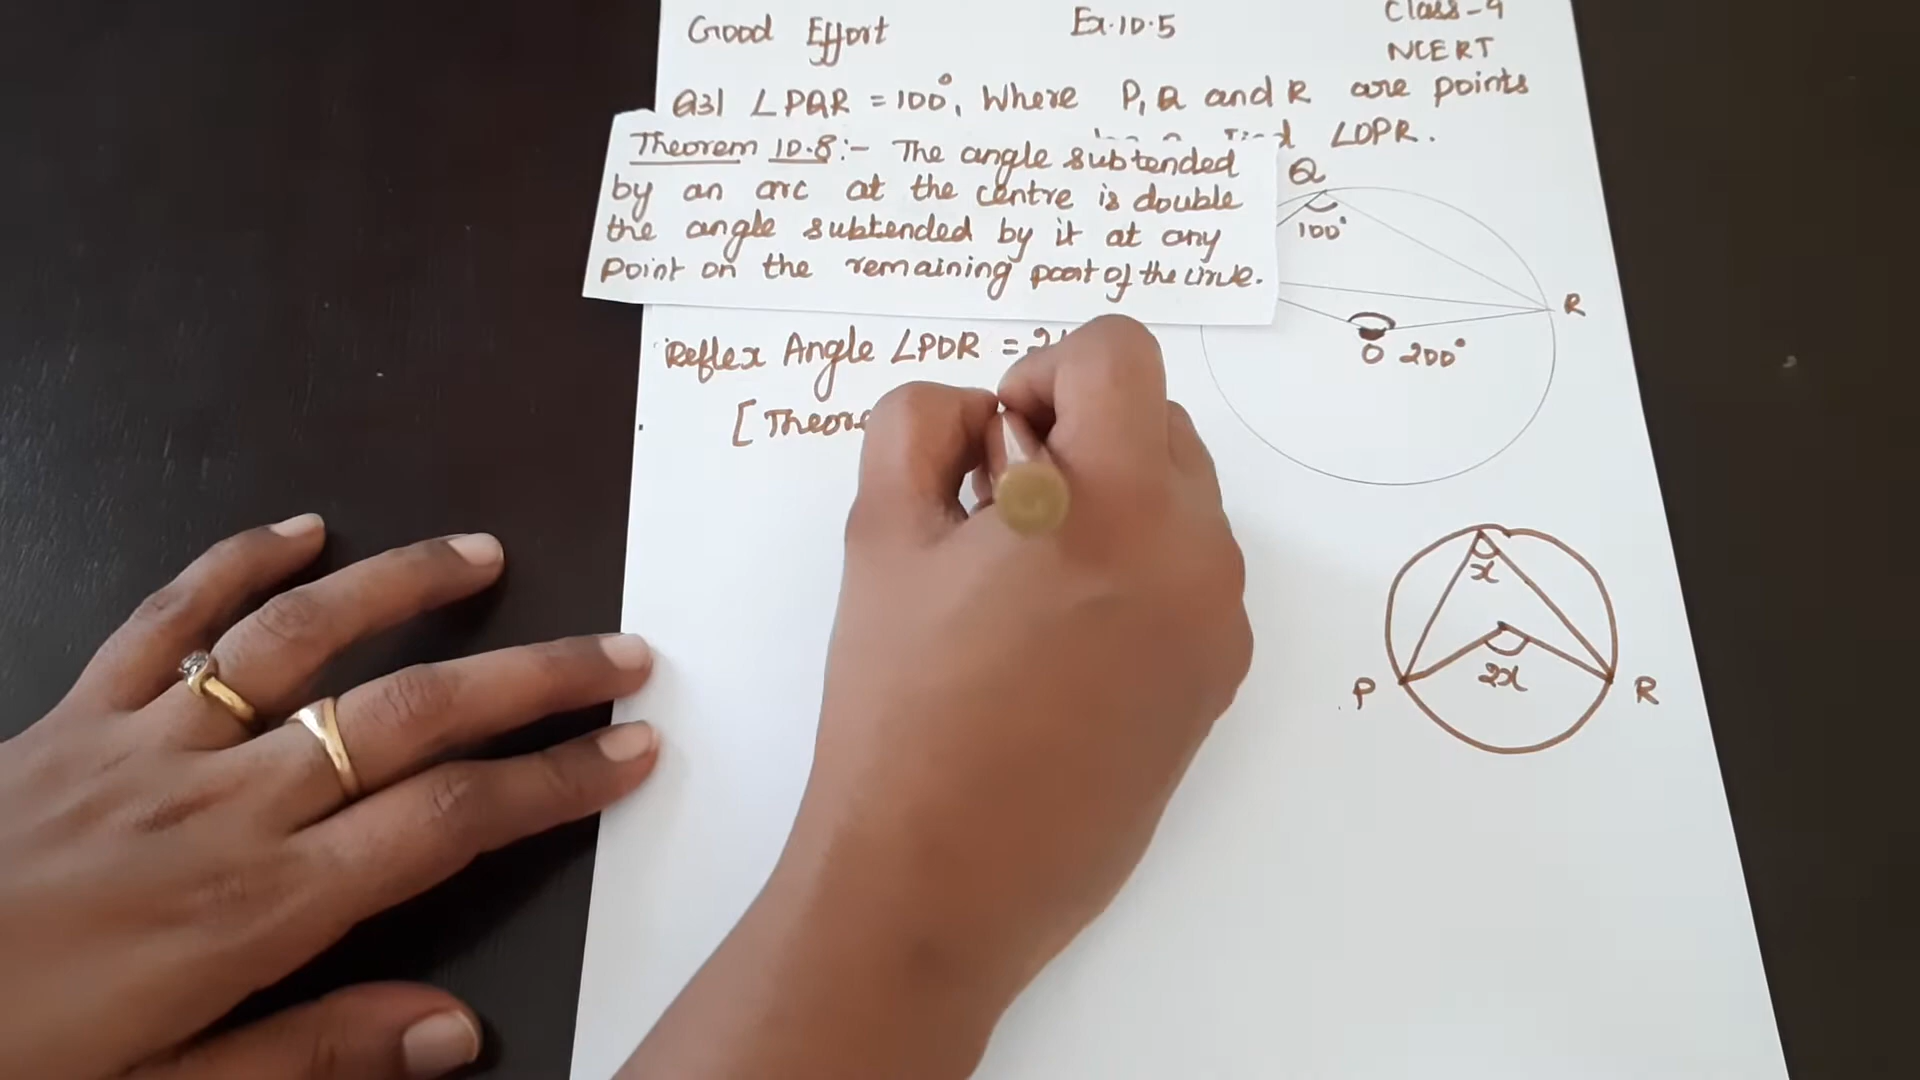 Good Effort Ex.10.5 Class-9
NCERT
Q3| ∠PQR = 100°, Where P, Q and R are points
∠OPR.
Theorem 10.8:- The angle subtended
by an arc at the centre is double
the angle subtended by it at any
Point on the remaining part of the circle.
Q
100°
R
O 200°
Reflex Angle ∠POR = 2
[Theore
x
2x
P R